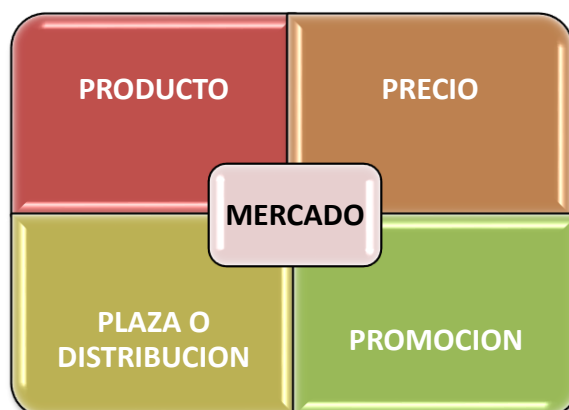 PRODUCTO
PRECIO
MERCADO
PLAZA O
DISTRIBUCION
PROMOCION